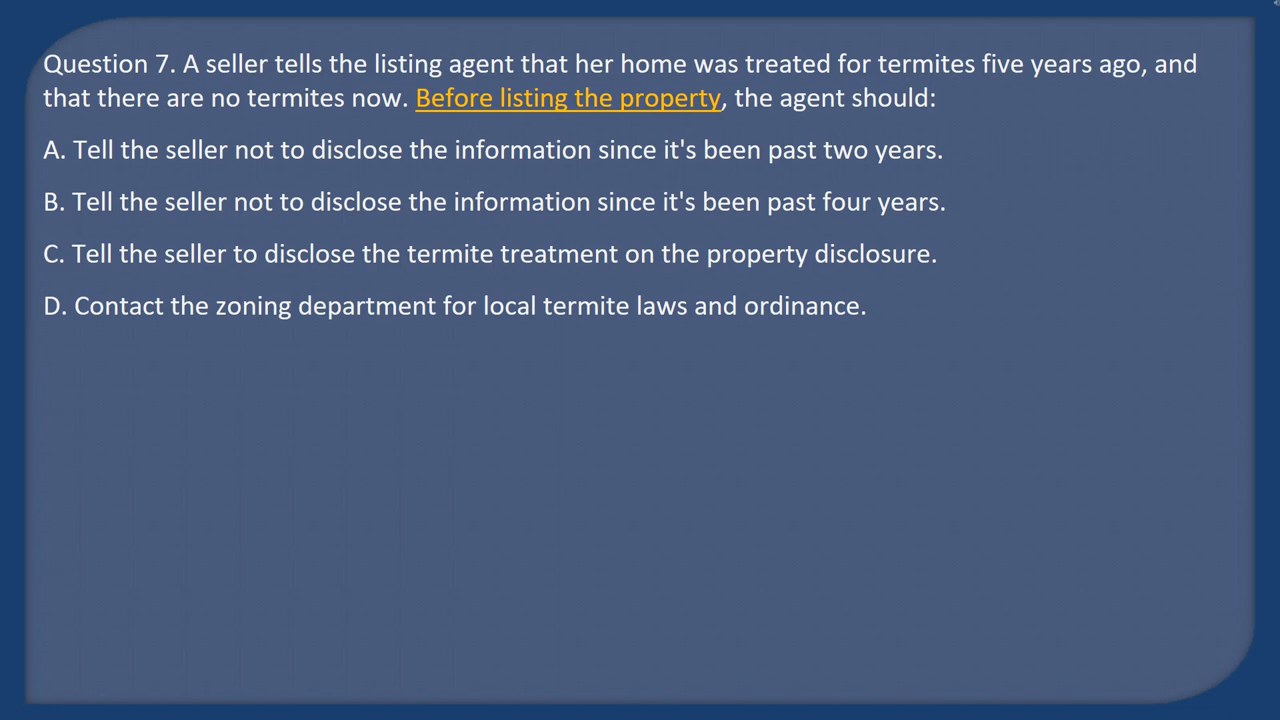 Question 7. A seller tells the listing agent that her home was treated for termites five years ago, and
that there are no termites now. Before listing the property, the agent should:
A. Tell the seller not to disclose the information since it's been past two years.
B. Tell the seller not to disclose the information since it's been past four years.
C. Tell the seller to disclose the termite treatment on the property disclosure.
D. Contact the zoning department for local termite laws and ordinance.